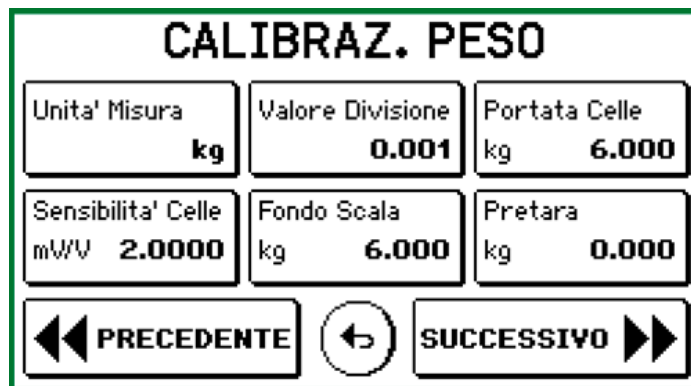 CALIBRAZ. PESO
Unita' Misura
kg
Valore Divisione
0.001
Portata Celle
kg 6.000
Sensibilita' Celle
mV/V 2.0000
Fondo Scala
kg 6.000
Pretara
kg 0.000
PRECEDENTE
SUCCESSIVO